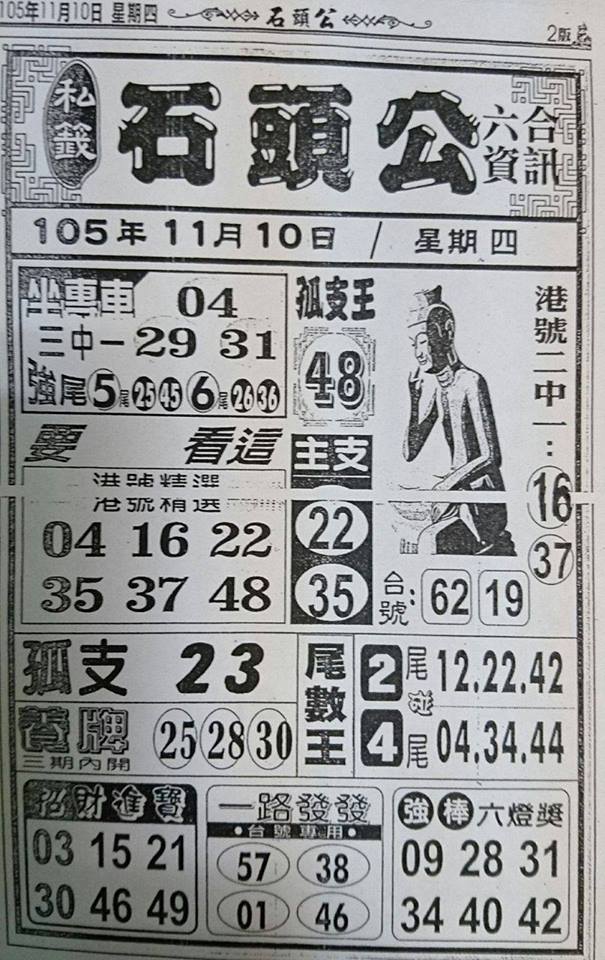 105年11月10日 星期四
石頭公
2版
私籤
石頭公
六合
資訊
105年11月10日 / 星期四
坐專車 04
三中一 29 31
強尾 5尾 25 45 6尾 26 36
孤支王
48
港號二中一:
16
37
要 看這
港號精選
港號精選
04 16 22
35 37 48
主支
22
35
台號: 62 19
孤支 23
養牌 25 28 30
三期內開
尾數王
2尾 12.22.42
碰
4尾 04.34.44
招財進寶
03 15 21
30 46 49
一路發發
•台號專用•
57 38
01 46
強棒六燈獎
09 28 31
34 40 42